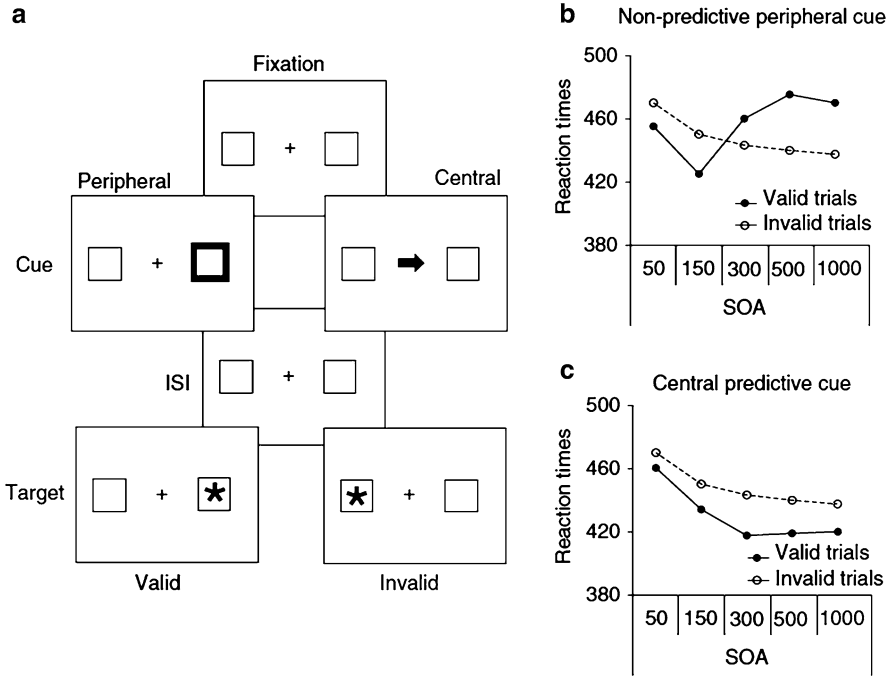 a
Fixation
+
Peripheral
Central
Cue
+
ISI
+
Target
+ *
* +
Valid
Invalid
b
Non-predictive peripheral cue
500
460
420
380
Reaction times
Valid trials
Invalid trials
50 150 300 500 1000
SOA
c
Central predictive cue
500
460
420
380
Reaction times
Valid trials
Invalid trials
50 150 300 500 1000
SOA